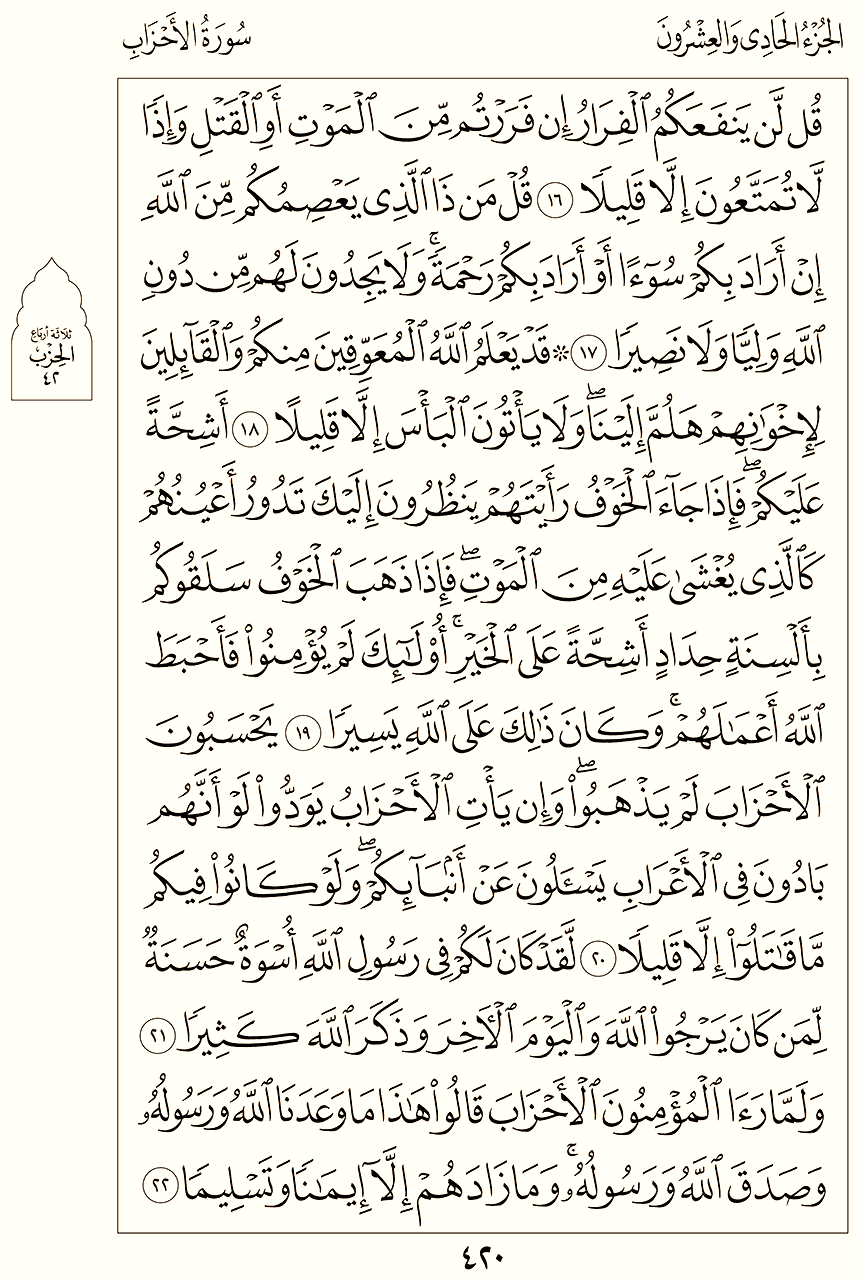 الجُزْءُ الحَادِي وَالعِشْرُونَ
سُورَةُ الأَحْزَابِ
قُل لَّن يَنفَعَكُمُ ٱلْفِرَارُ إِن فَرَرْتُم مِّنَ ٱلْمَوْتِ أَوِ ٱلْقَتْلِ وَإِذًا
لَّا تُمَتَّعُونَ إِلَّا قَلِيلًا ١٦ قُلْ مَن ذَا ٱلَّذِى يَعْصِمُكُم مِّنَ ٱللَّهِ
إِنْ أَرَادَ بِكُمْ سُوٓءًا أَوْ أَرَادَ بِكُمْ رَحْمَةًۚ وَلَا يَجِدُونَ لَهُم مِّن دُونِ
ٱللَّهِ وَلِيًّا وَلَا نَصِيرًا ١٧ ۞ قَدْ يَعْلَمُ ٱللَّهُ ٱلْمُعَوِّقِينَ مِنكُمْ وَٱلْقَآئِلِينَ
لِإِخْوَٰنِهِمْ هَلُمَّ إِلَيْنَاۖ وَلَا يَأْتُونَ ٱلْبَأْسَ إِلَّا قَلِيلًا ١٨ أَشِحَّةً
عَلَيْكُمْۖ فَإِذَا جَآءَ ٱلْخَوْفُ رَأَيْتَهُمْ يَنظُرُونَ إِلَيْكَ تَدُورُ أَعْيُنُهُمْ
كَٱلَّذِى يُغْشَىٰ عَلَيْهِ مِنَ ٱلْمَوْتِۖ فَإِذَا ذَهَبَ ٱلْخَوْفُ سَلَقُوكُم
بِأَلْسِنَةٍ حِدَادٍ أَشِحَّةً عَلَى ٱلْخَيْرِۚ أُو۟لَٰٓئِكَ لَمْ يُؤْمِنُوا۟ فَأَحْبَطَ
ٱللَّهُ أَعْمَٰلَهُمْۚ وَكَانَ ذَٰلِكَ عَلَى ٱللَّهِ يَسِيرًا ١٩ يَحْسَبُونَ
ٱلْأَحْزَابَ لَمْ يَذْهَبُوا۟ۖ وَإِن يَأْتِ ٱلْأَحْزَابُ يَوَدُّوا۟ لَوْ أَنَّهُم
بَادُونَ فِى ٱلْأَعْرَابِ يَسْـَٔلُونَ عَنْ أَنۢبَآئِكُمْۖ وَلَوْ كَانُوا۟ فِيكُم
مَّا قَٰتَلُوٓا۟ إِلَّا قَلِيلًا ٢٠ لَّقَدْ كَانَ لَكُمْ فِى رَسُولِ ٱللَّهِ أُسْوَةٌ حَسَنَةٌ
لِّمَن كَانَ يَرْجُوا۟ ٱللَّهَ وَٱلْيَوْمَ ٱلْـَٔاخِرَ وَذَكَرَ ٱللَّهَ كَثِيرًا ٢١
وَلَمَّا رَءَا ٱلْمُؤْمِنُونَ ٱلْأَحْزَابَ قَالُوا۟ هَٰذَا مَا وَعَدَنَا ٱللَّهُ وَرَسُولُهُۥ
وَصَدَقَ ٱللَّهُ وَرَسُولُهُۥۚ وَمَا زَادَهُمْ إِلَّآ إِيمَٰنًا وَتَسْلِيمًا ٢٢
ثَلَاثَةُ أَرْبَاعِ
الحِزْبِ
٤٢
٤٢٠